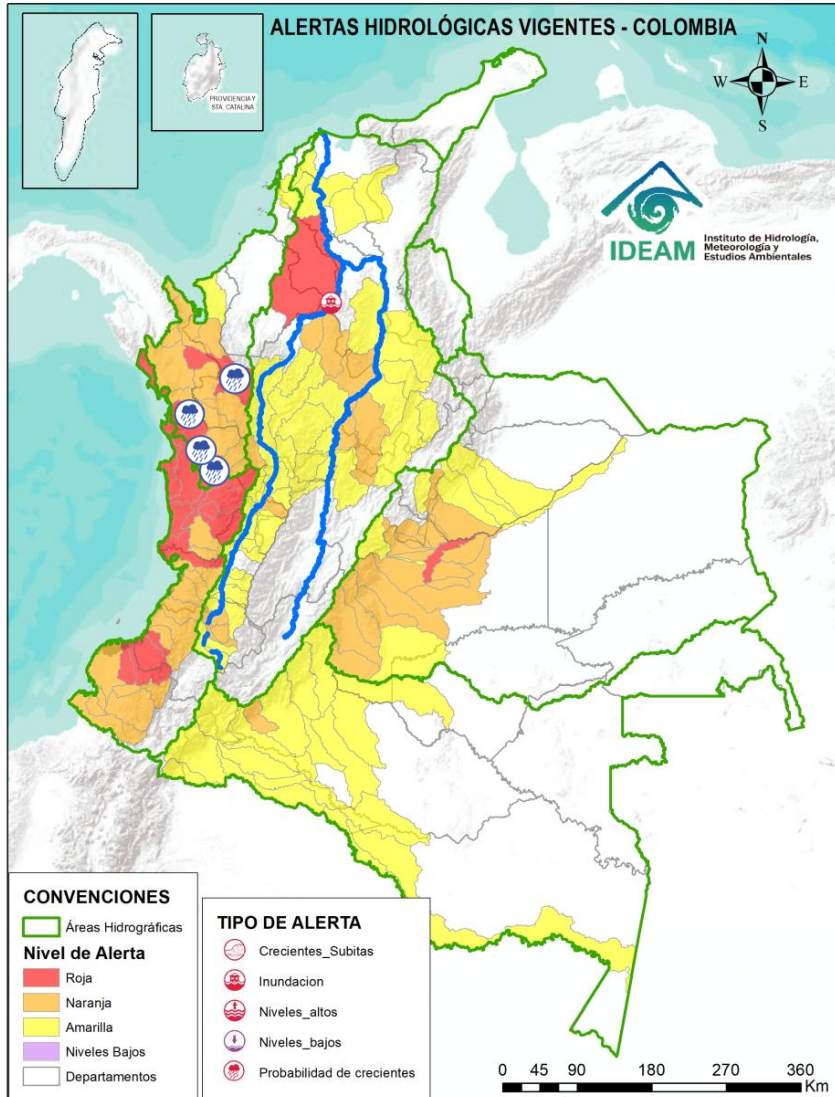 ALERTAS HIDROLÓGICAS VIGENTES - COLOMBIA
PROVIDENCIA Y
STA. CATALINA
N
W
E
S
IDEAM
Instituto de Hidrología,
Meteorología y
Estudios Ambientales
CONVENCIONES
Áreas Hidrográficas
Nivel de Alerta
Roja
Naranja
Amarilla
Niveles Bajos
Departamentos
TIPO DE ALERTA
Crecientes_Subitas
Inundacion
Niveles_altos
Niveles_bajos
Probabilidad de crecientes
0 45 90 180 270 360
Km